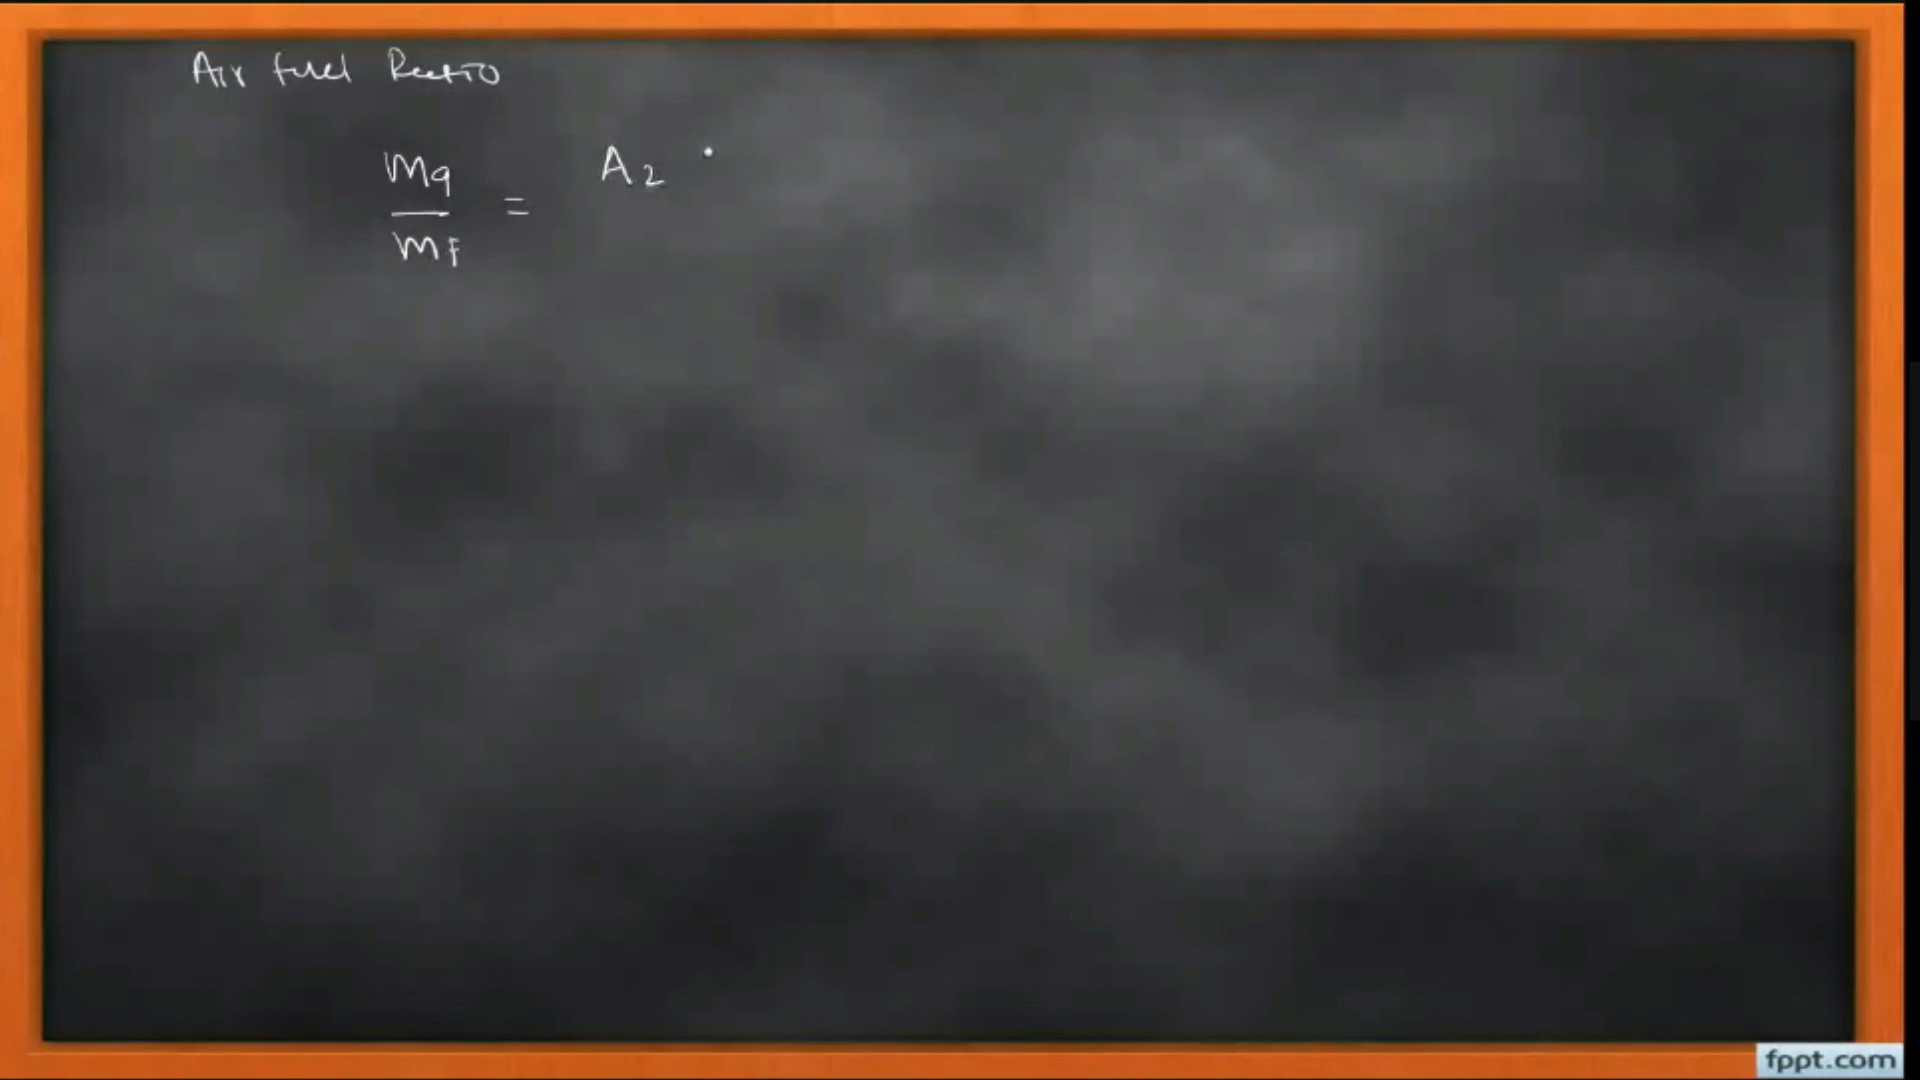 Air fuel Ratio
ma
/
mf = A2
fppt.com